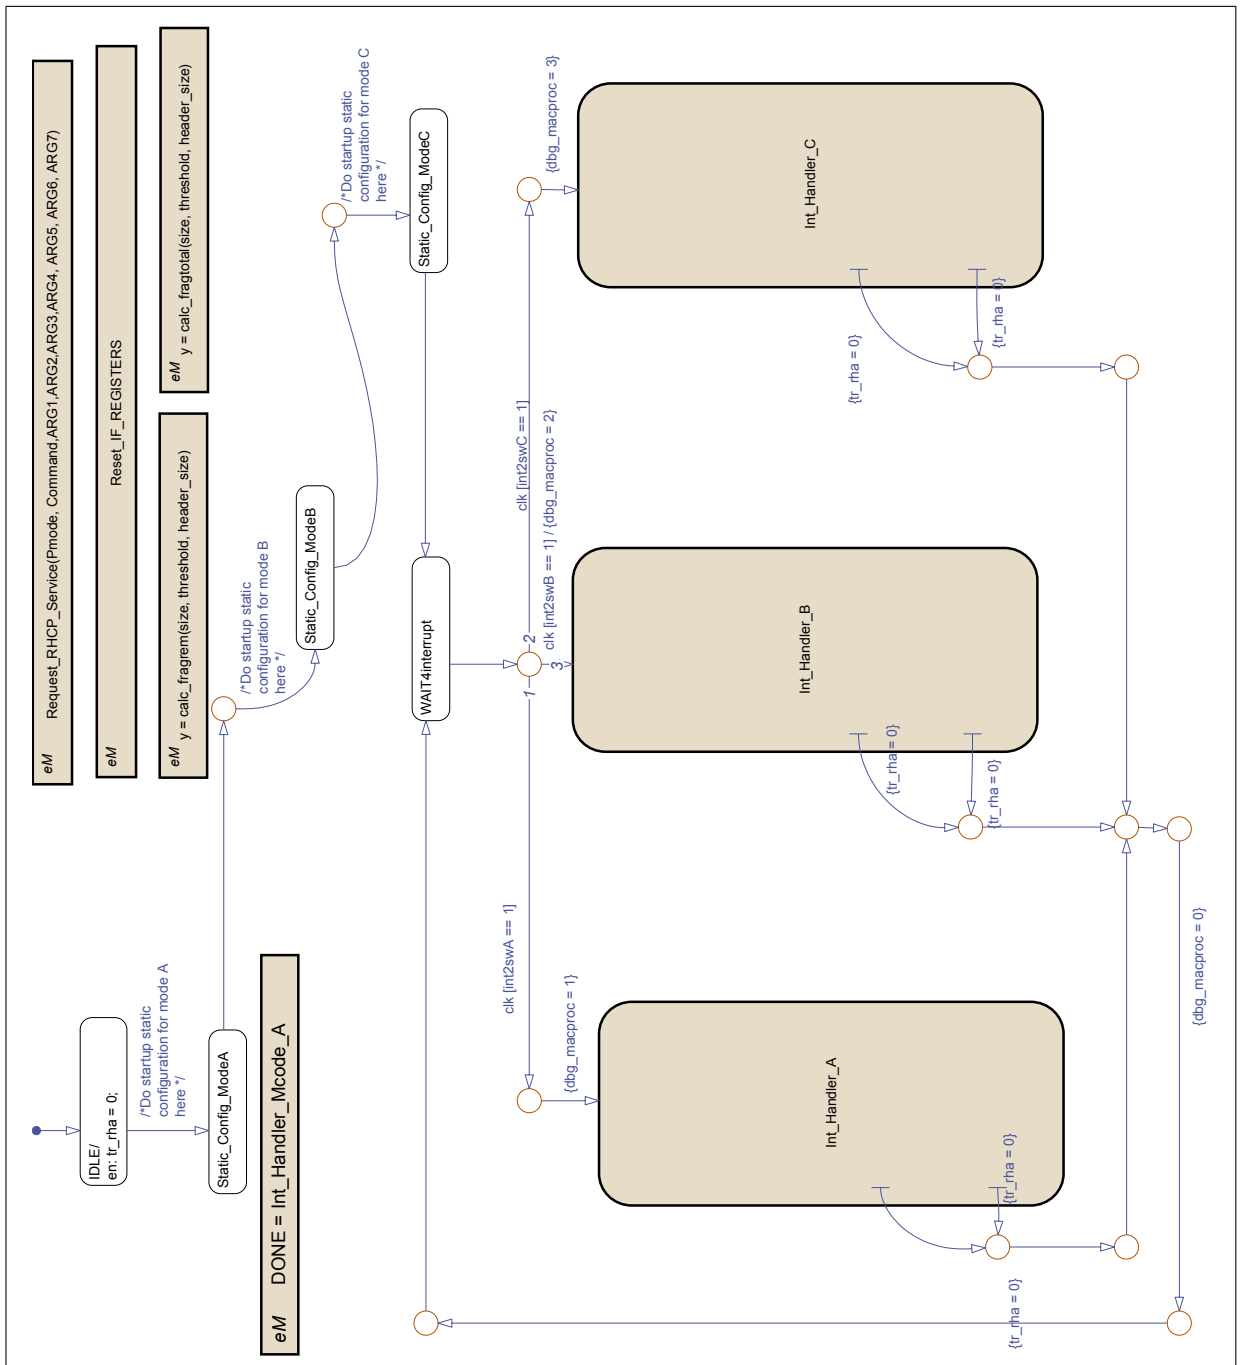 eM Request_RHCP_Service(Pmode, Command,ARG1,ARG2,ARG3,ARG4, ARG5, ARG6, ARG7)
eM Reset_IF_REGISTERS
eM y = calc_fragrem(size, threshold, header_size)
eM y = calc_fragtotal(size, threshold, header_size)
IDLE/
en: tr_rha = 0;
/*Do startup static
configuration for mode A
here */
Static_Config_ModeA
eM DONE = Int_Handler_Mcode_A
/*Do startup static
configuration for mode B
here */
Static_Config_ModeB
/*Do startup static
configuration for mode C
here */
Static_Config_ModeC
WAIT4interrupt
1
2
3
clk [int2swA == 1]
clk [int2swC == 1]
clk [int2swB == 1] / {dbg_macproc = 2}
{dbg_macproc = 1}
{dbg_macproc = 3}
Int_Handler_A
Int_Handler_B
Int_Handler_C
{tr_rha = 0}
{tr_rha = 0}
{tr_rha = 0}
{tr_rha = 0}
{tr_rha = 0}
{tr_rha = 0}
{dbg_macproc = 0}